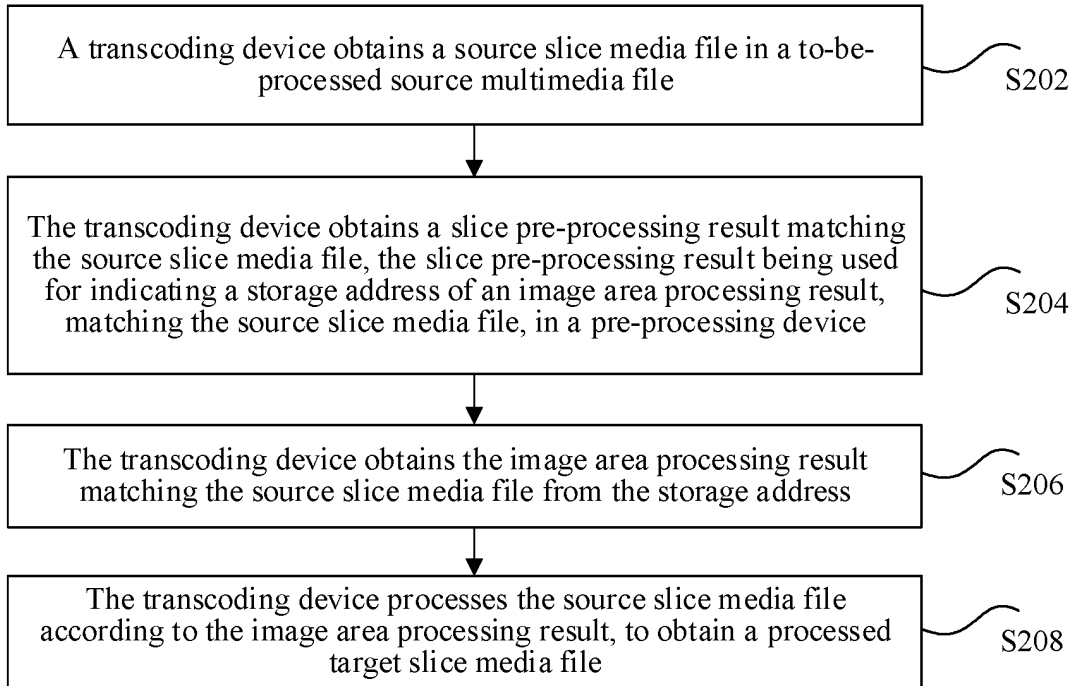 A transcoding device obtains a source slice media file in a to-be-
processed source multimedia file
S202
The transcoding device obtains a slice pre-processing result matching
the source slice media file, the slice pre-processing result being used
for indicating a storage address of an image area processing result,
matching the source slice media file, in a pre-processing device
S204
The transcoding device obtains the image area processing result
matching the source slice media file from the storage address
S206
The transcoding device processes the source slice media file
according to the image area processing result, to obtain a processed
target slice media file
S208